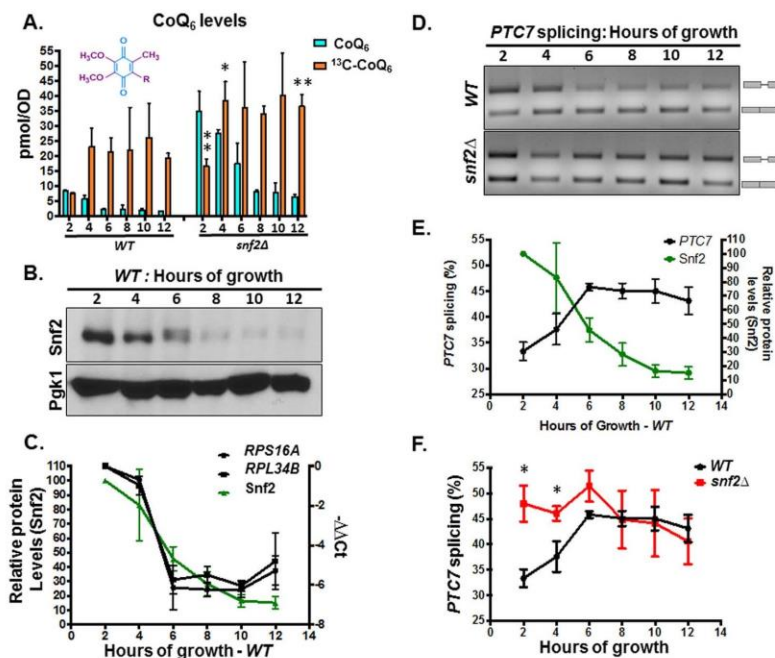 A.
CoQ6 levels
CH₃O
O
CH₃
CH₃O
R
O
CoQ₆
¹³C-CoQ₆
pmol/OD
65
60
55
50
45
40
35
30
25
20
15
10
5
0
*
**
**
2 4 6 8 10 12 2 4 6 8 10 12
WT snf2Δ
B.
WT : Hours of growth
2 4 6 8 10 12
Snf2
Pgk1
C.
RPS16A
RPL34B
Snf2
Relative protein
Levels (Snf2)
110
100
90
80
70
60
50
40
30
20
10
0
0
-2
-4
-6
-8
-ΔΔCt
0 2 4 6 8 10 12 14
Hours of growth - WT
D.
PTC7 splicing: Hours of growth
2 4 6 8 10 12
WT
snf2Δ
E.
PTC7
Snf2
PTC7 splicing (%)
55
50
45
40
35
30
25
110
100
90
80
70
60
50
40
30
20
10
0
Relative protein
levels (Snf2)
0 2 4 6 8 10 12 14
Hours of Growth - WT
F.
WT
snf2Δ
PTC7 splicing (%)
55
50
45
40
35
30
25
* *
0 2 4 6 8 10 12 14
Hours of growth